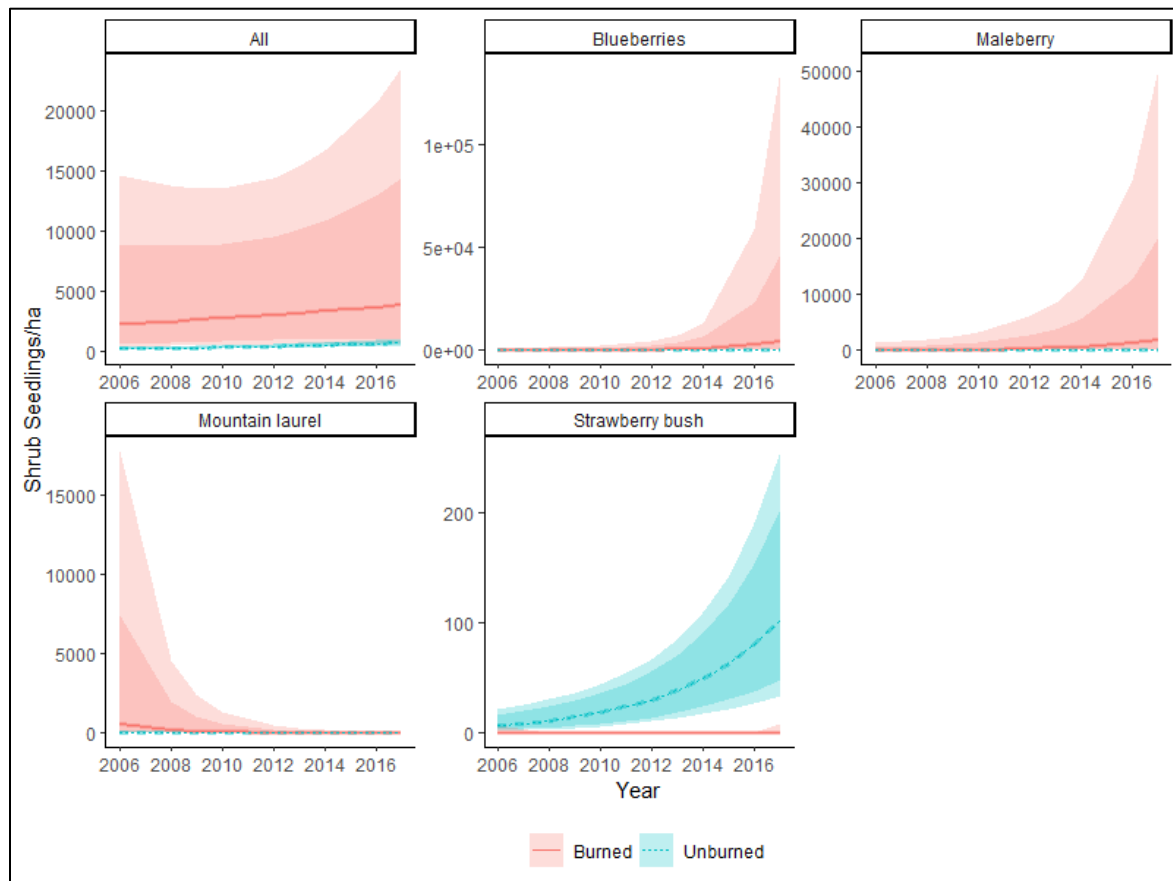 All
Blueberries
Maleberry
Shrub Seedlings/ha
20000
15000
10000
5000
0
2006 2008 2010 2012 2014 2016
1e+05
5e+04
0e+00
2006 2008 2010 2012 2014 2016
50000
40000
30000
20000
10000
0
2006 2008 2010 2012 2014 2016
Mountain laurel
Strawberry bush
15000
10000
5000
0
2006 2008 2010 2012 2014 2016
200
100
0
2006 2008 2010 2012 2014 2016
Year
Burned Unburned